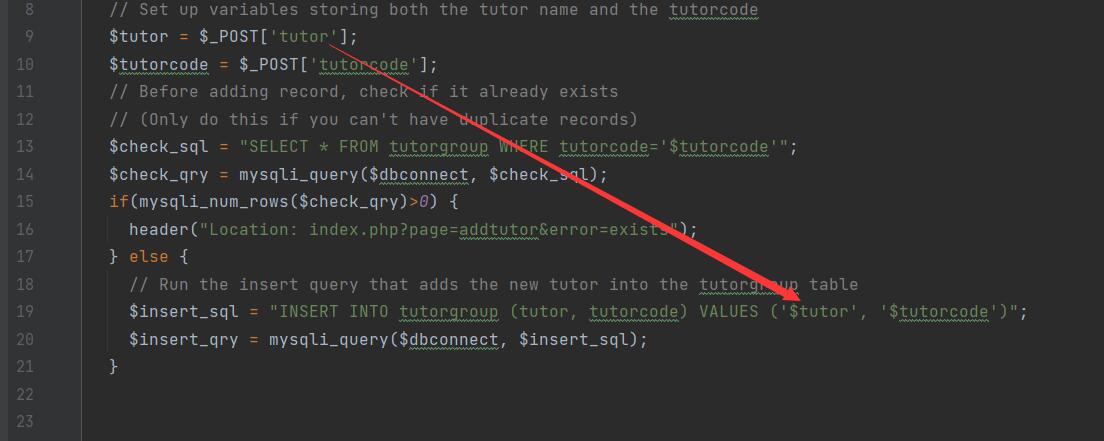 8 // Set up variables storing both the tutor name and the tutorcode
9 $tutor = $_POST['tutor'];
10 $tutorcode = $_POST['tutorcode'];
11 // Before adding record, check if it already exists
12 // (Only do this if you can't have duplicate records)
13 $check_sql = "SELECT * FROM tutorgroup WHERE tutorcode='$tutorcode'";
14 $check_qry = mysqli_query($dbconnect, $check_sql);
15 if(mysqli_num_rows($check_qry)>0) {
16 header("Location: index.php?page=addtutor&error=exists");
17 } else {
18 // Run the insert query that adds the new tutor into the tutorgroup table
19 $insert_sql = "INSERT INTO tutorgroup (tutor, tutorcode) VALUES ('$tutor', '$tutorcode')";
20 $insert_qry = mysqli_query($dbconnect, $insert_sql);
21 }
22
23